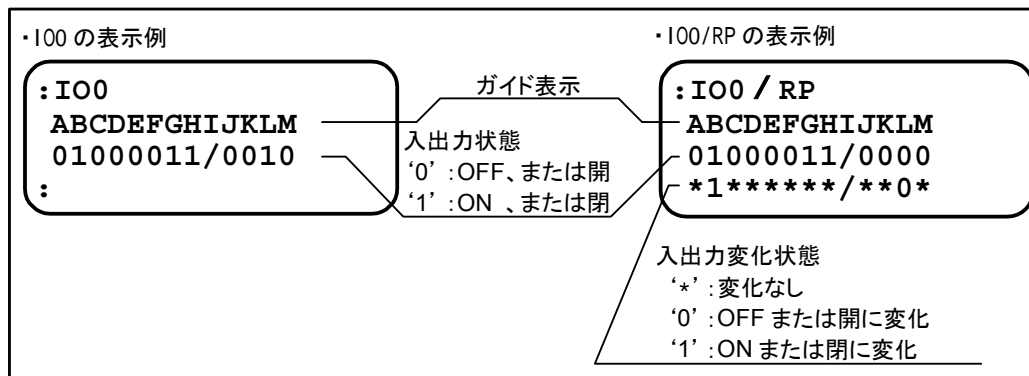 ・IO0 の表示例
:IO0
ABCDEFGHIJKLM
01000011/0010
:
ガイド表示
入出力状態
‘0’:OFF、または開
‘1’:ON 、または閉
・IO0/RP の表示例
:IO0/RP
ABCDEFGHIJKLM
01000011/0000
*1******/**0*
入出力変化状態
‘*’:変化なし
‘0’:OFF または開に変化
‘1’:ON または閉に変化